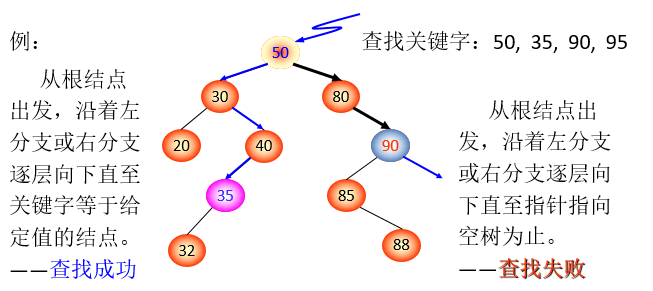 例：
查找关键字：50, 35, 90, 95
从根结点
出发，沿着左
分支或右分支
逐层向下直至
关键字等于给
定值的结点。
——查找成功
50
30
80
20
40
90
35
85
32
88
从根结点出
发，沿着左分支
或右分支逐层向
下直至指针指向
空树为止。
——查找失败